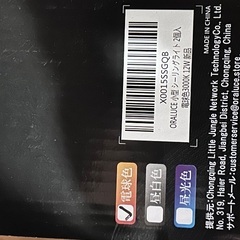 X0015SSGQB
ORALUCE 小型 シーリングライト 2個入
電球色3000K 12W 新品
MADE IN CHINA
電球色
昼白色
昼光色
提供元: Chongqing Little Jungle Network TechnologyCo., Ltd.
No. 319, Haier Road, Jiangbei District, Chongqing, China
サポートメール: customerservice@oraluce.store